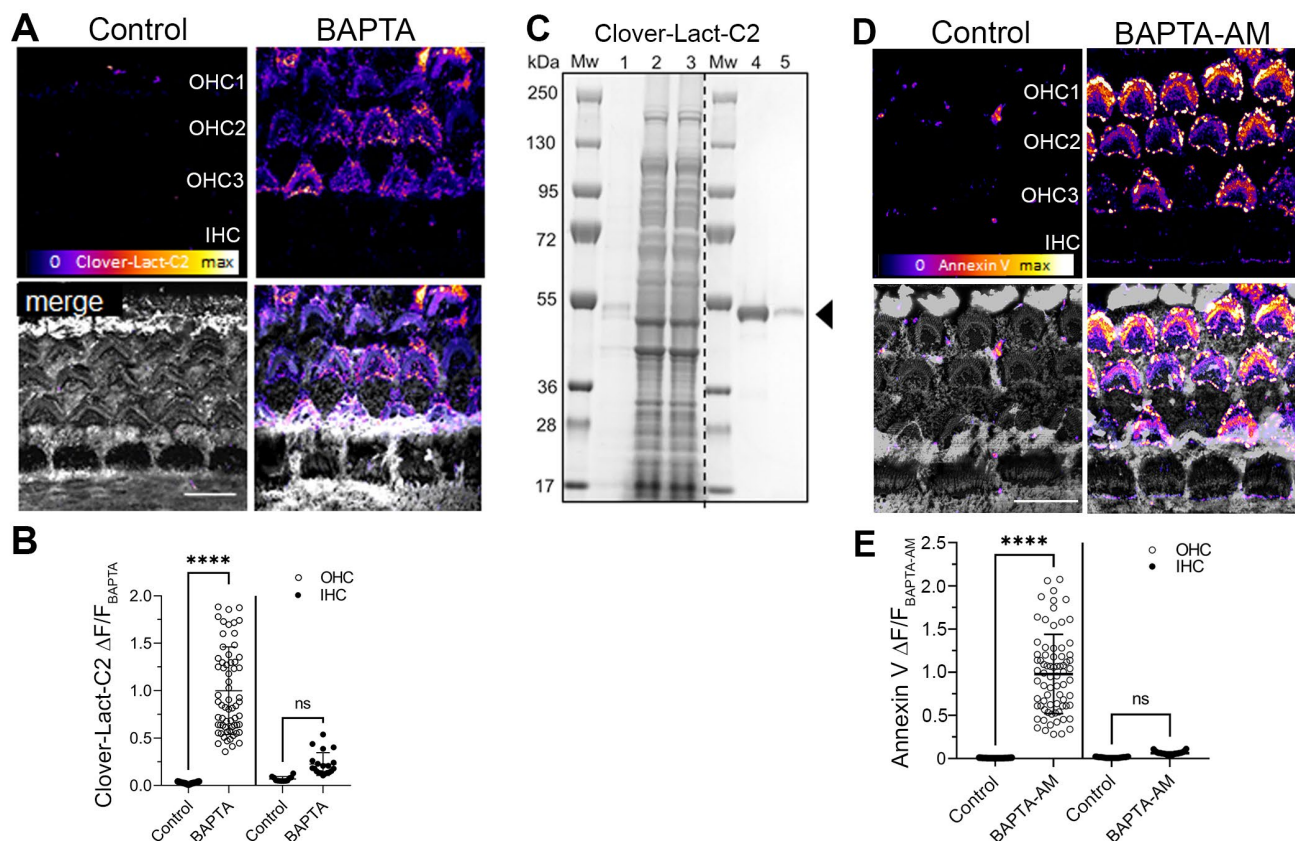 A
Control
BAPTA
OHC1
OHC2
OHC3
IHC
0 Clover-Lact-C2 max
merge
B
****
OHC
IHC
Clover-Lact-C2 ΔF/F BAPTA
2.0
1.5
1.0
0.5
0.0
ns
Control
BAPTA
Control
BAPTA
C
Clover-Lact-C2
kDa Mw 1 2 3 Mw 4 5
250
130
95
72
55
36
28
17
D
Control
BAPTA-AM
OHC1
OHC2
OHC3
IHC
0 Annexin V max
E
****
OHC
IHC
Annexin V ΔF/F BAPTA-AM
2.5
2.0
1.5
1.0
0.5
0
ns
Control
BAPTA-AM
Control
BAPTA-AM